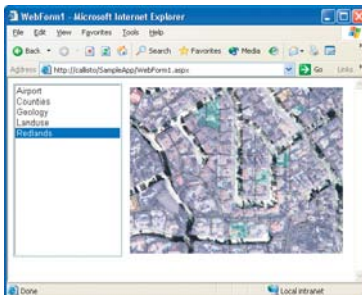 WebForm1 - Microsoft Internet Explorer
File Edit View Favorites Tools Help
Back Search Favorites Media
Address http://callisto/SampleApp/WebForm1.aspx Go Links
Airport
Counties
Geology
Landuse
Redlands
Done Local intranet